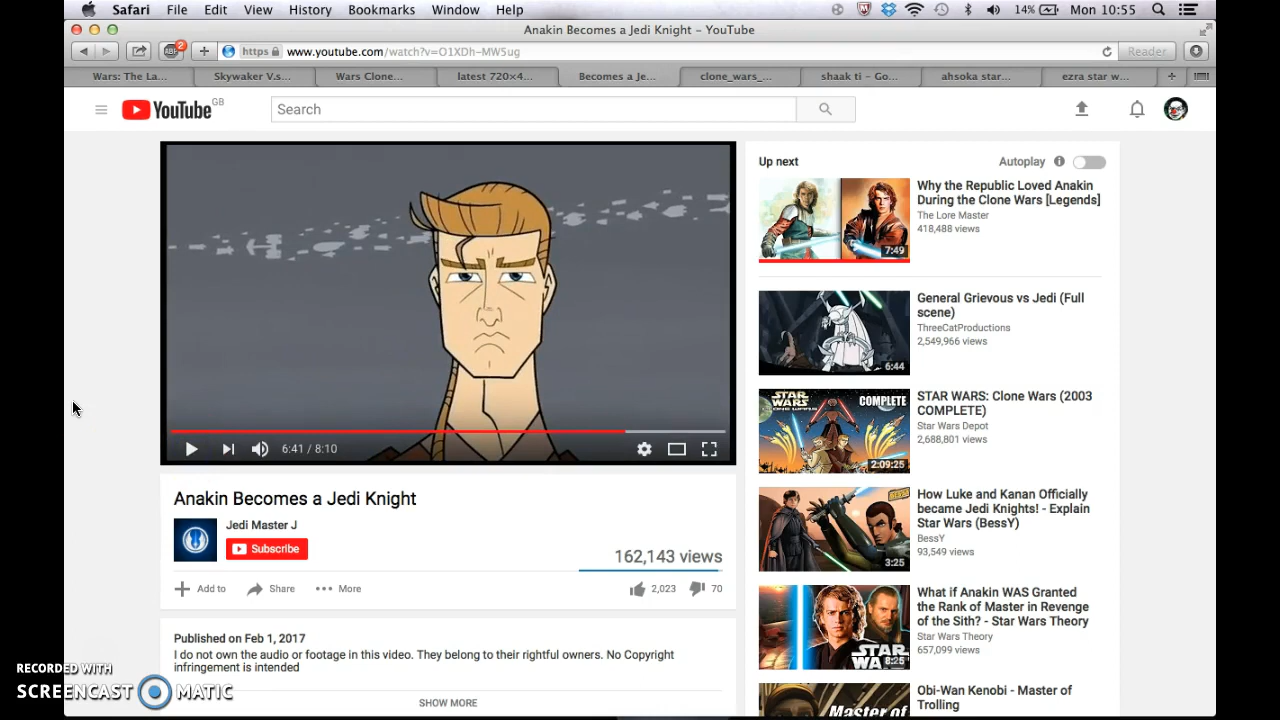 Safari File Edit View History Bookmarks Window Help
14% Mon 10:55
Anakin Becomes a Jedi Knight – YouTube
ABP 2
https www.youtube.com/watch?v=O1XDh-MW5ug
Reader
Wars: The La... Skywaker V.s... Wars Clone... latest 720×4... Becomes a Je... clone_wars_... shaak ti – Go... ahsoka star... ezra star w...
YouTube GB
Search
Up next
Autoplay
Why the Republic Loved Anakin
During the Clone Wars [Legends]
The Lore Master
418,488 views
7:49
General Grievous vs Jedi (Full
scene)
ThreeCatProductions
2,549,966 views
6:44
STAR WARS: Clone Wars (2003
COMPLETE)
Star Wars Depot
2,688,801 views
STAR WARS
COMPLETE
2:09:25
6:41 / 8:10
Anakin Becomes a Jedi Knight
Jedi Master J
Subscribe
162,143 views
Add to Share More
2,023 70
How Luke and Kanan Officially
became Jedi Knights! - Explain
Star Wars (BessY)
BessY
93,549 views
3:25
What if Anakin WAS Granted
the Rank of Master in Revenge
of the Sith? - Star Wars Theory
Star Wars Theory
657,099 views
STAR
WA
8:25
Published on Feb 1, 2017
I do not own the audio or footage in this video. They belong to their rightful owners. No Copyright
infringement is intended
SHOW MORE
Obi-Wan Kenobi - Master of
Trolling
Master of
RECORDED WITH
SCREENCAST MATIC